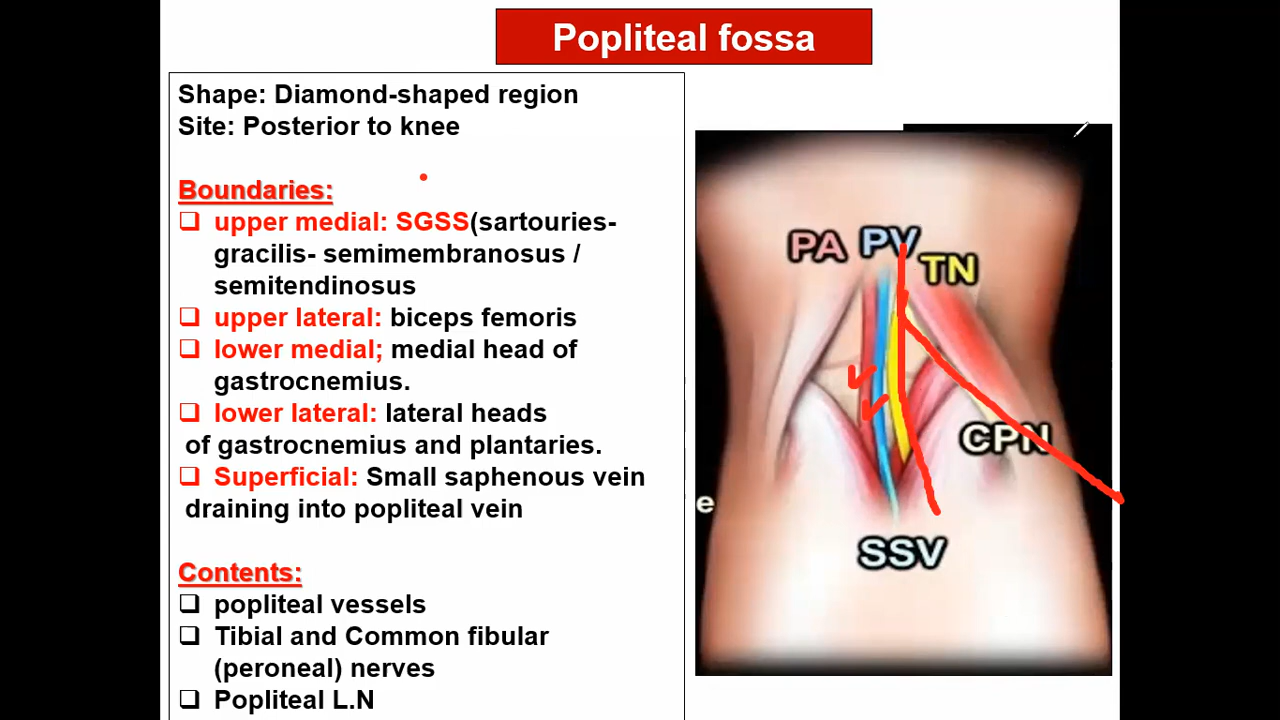 Popliteal fossa
Shape: Diamond-shaped region
Site: Posterior to knee
Boundaries:
❑ upper medial: SGSS(sartouries-
gracilis- semimembranosus /
semitendinosus
❑ upper lateral: biceps femoris
❑ lower medial; medial head of
gastrocnemius.
❑ lower lateral: lateral heads
of gastrocnemius and plantaries.
❑ Superficial: Small saphenous vein
draining into popliteal vein
Contents:
❑ popliteal vessels
❑ Tibial and Common fibular
(peroneal) nerves
❑ Popliteal L.N
PA PV
TN
CPN
e
SSV